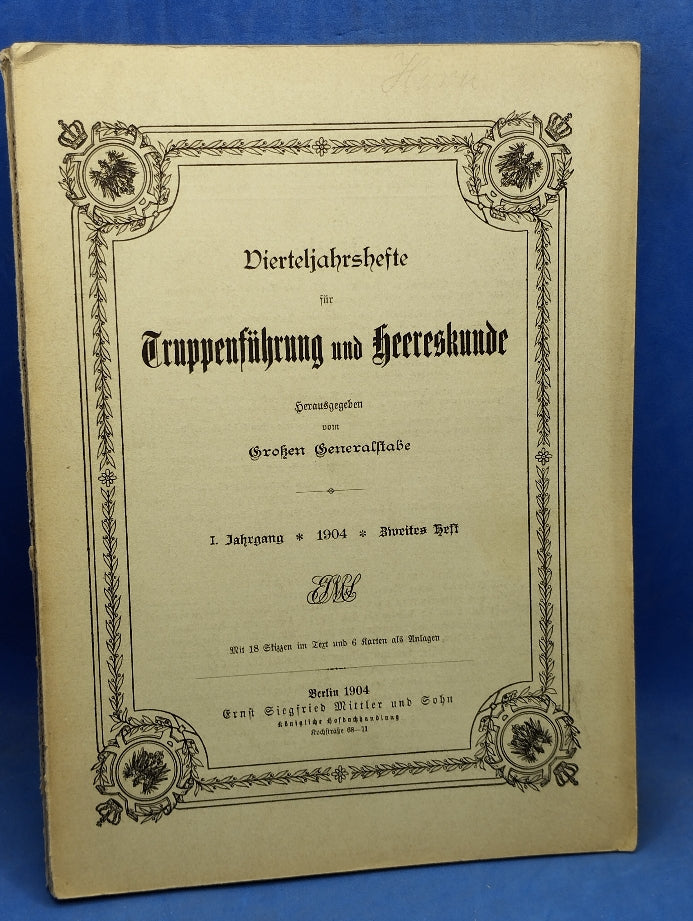 Vierteljahrshefte
für
Truppenführung und Heereskunde
Herausgegeben
vom
Großen Generalstabe
I. Jahrgang * 1904 * Zweites Heft
Mit 18 Skizzen im Text und 6 Karten als Anlagen
Berlin 1904
Ernst Siegfried Mittler und Sohn
Königliche Hofbuchhandlung
Kochstraße 68—71